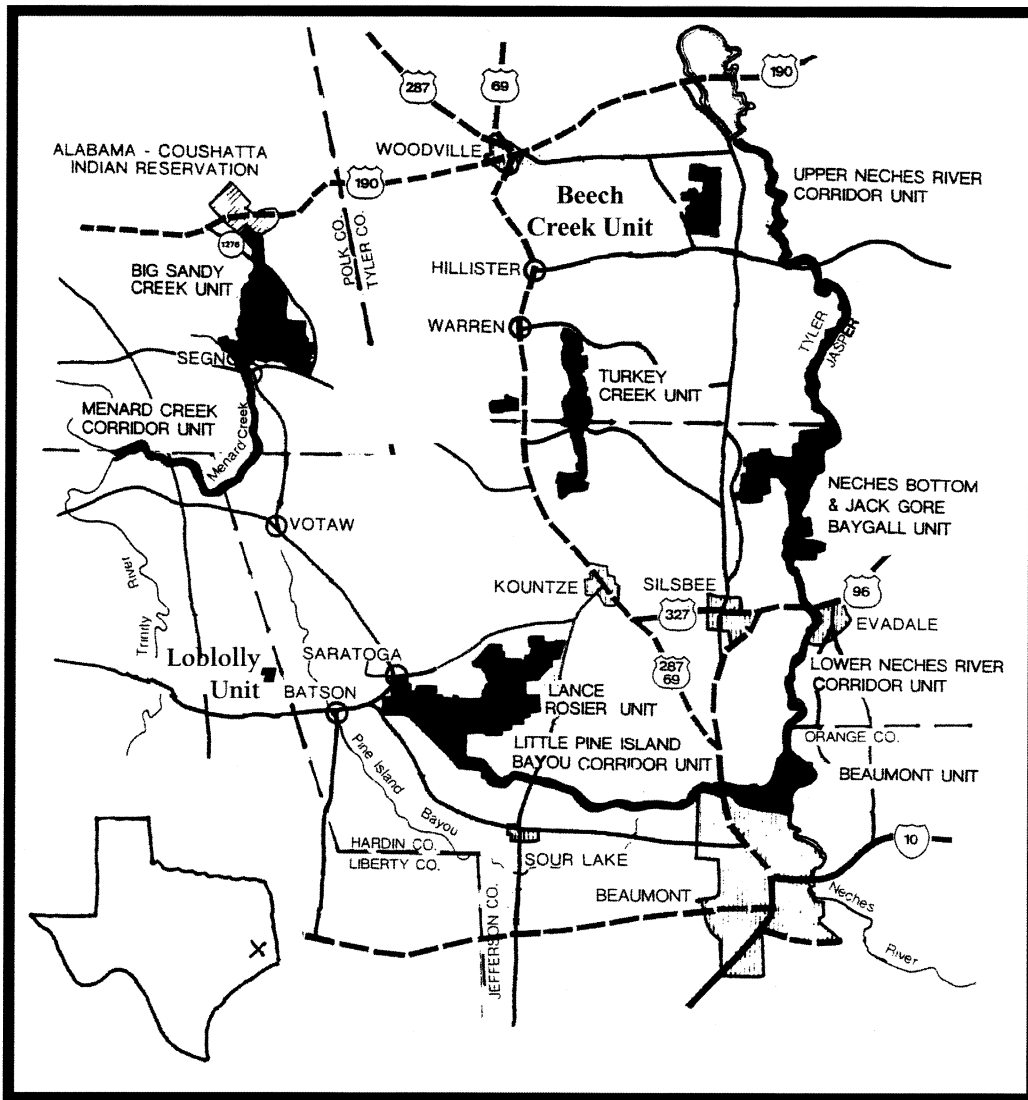 287
69
190
ALABAMA - COUSHATTA
INDIAN RESERVATION
WOODVILLE
190
UPPER NECHES RIVER
CORRIDOR UNIT
Beech
Creek Unit
1276
POLK CO.
TYLER CO.
BIG SANDY
CREEK UNIT
HILLISTER
WARREN
TYLER
JASPER
SEGNO
TURKEY
CREEK UNIT
MENARD CREEK
CORRIDOR UNIT
Menard Creek
NECHES BOTTOM
& JACK GORE
BAYGALL UNIT
VOTAW
Trinity River
KOUNTZE
SILSBEE
96
327
EVADALE
Loblolly
Unit
SARATOGA
287
69
LOWER NECHES RIVER
CORRIDOR UNIT
BATSON
LANCE
ROSIER UNIT
ORANGE CO.
LITTLE PINE ISLAND
BAYOU CORRIDOR UNIT
BEAUMONT UNIT
Pine Island Bayou
HARDIN CO.
LIBERTY CO.
SOUR LAKE
10
JEFFERSON CO.
BEAUMONT
Neches River
X